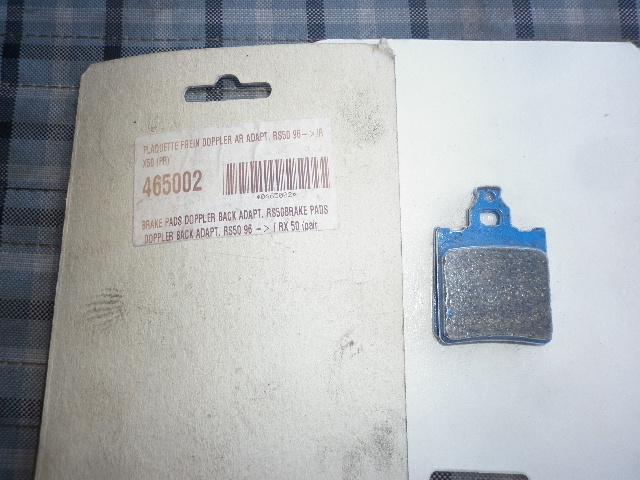 PLAQUETTE FREIN DOPPLER AR ADAPT. RS50 96-> /R
X50 (PR)
465002
*0465002*
BRAKE PADS DOPPLER BACK ADAPT. RS50BRAKE PADS
DOPPLER BACK ADAPT. RS50 96 -> / RX 50 (pair